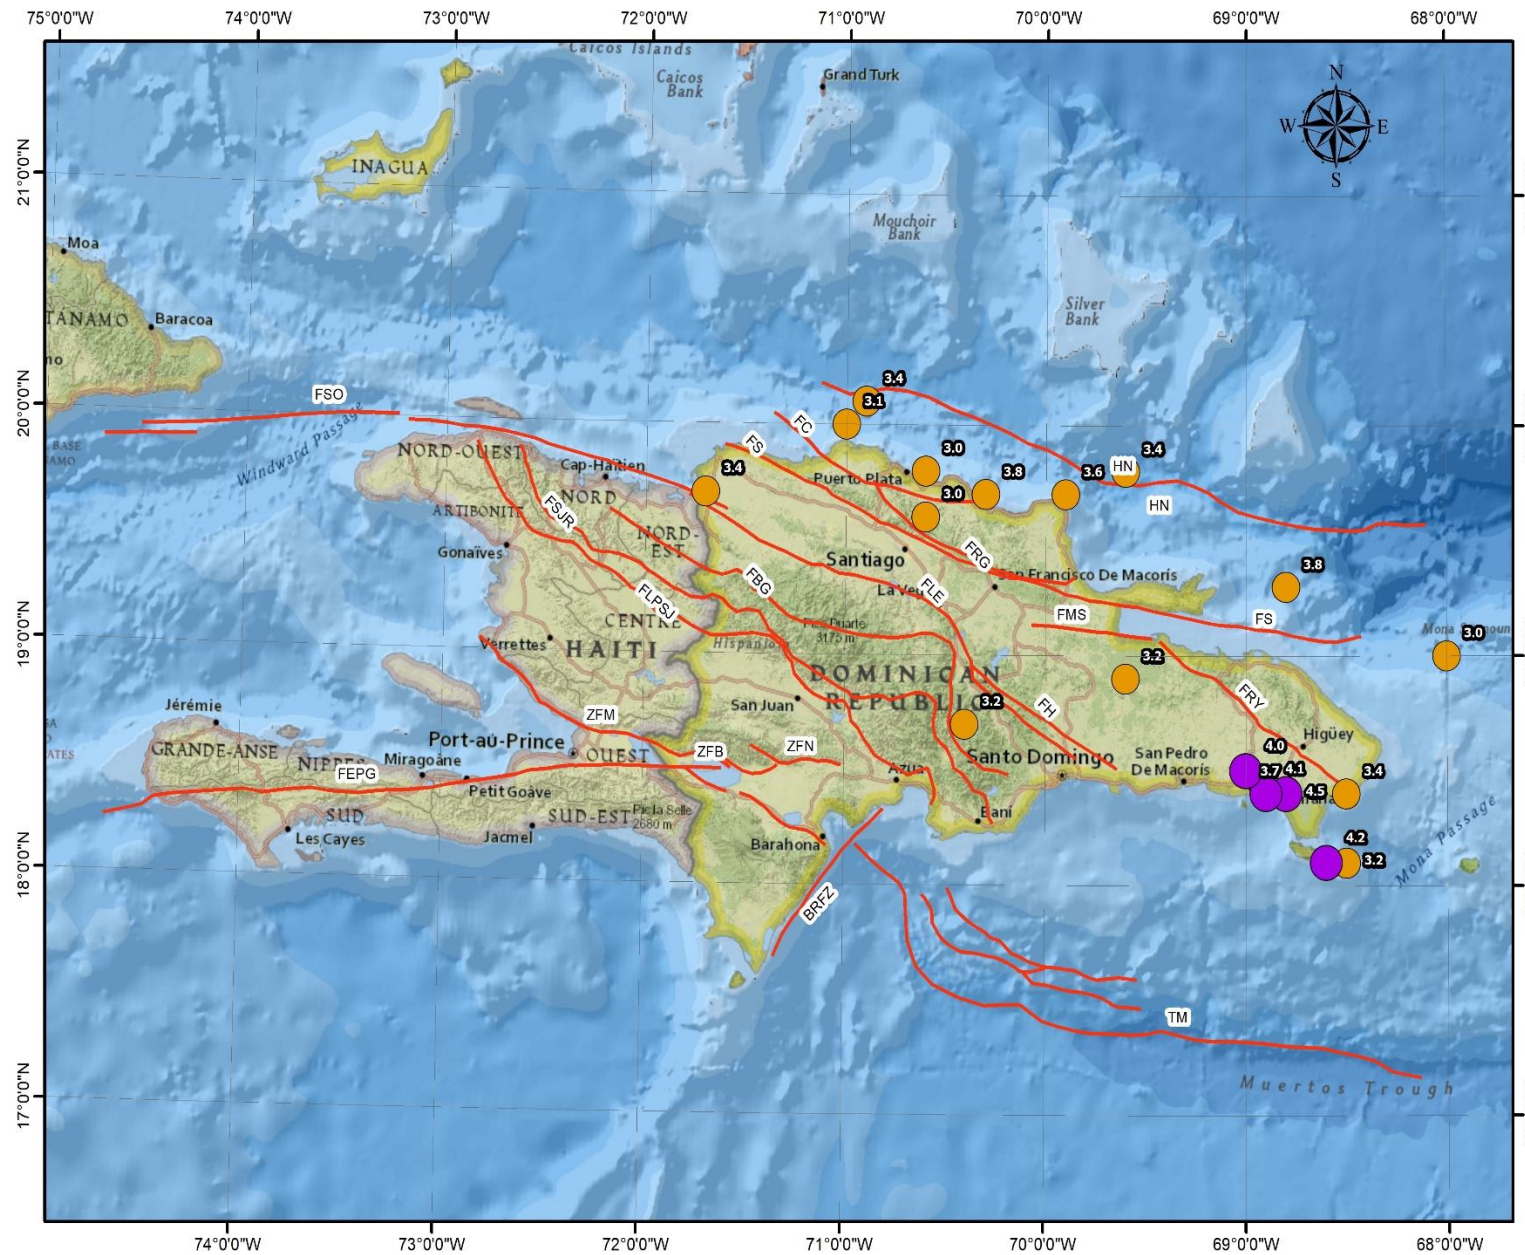 75°0'0"W
74°0'0"W
73°0'0"W
72°0'0"W
71°0'0"W
70°0'0"W
69°0'0"W
68°0'0"W
Caicos Islands
Caicos
Bank
Grand Turk
N
W
E
S
INAGUA
21°0'0"N
Mouchoir
Bank
Moa
Silver
Bank
Baracoa
20°0'0"N
FSO
Windward Passage
3.4
3.1
FC
FS
NORD-OUEST
Cap-Haïtien
3.4
3.0
Puerto Plata
3.8
3.6
HN
3.4
HN
3.0
NORD
ARTIBONITE
FSJR
NORD-
EST
Gonaïves
Santiago
FRG
San Francisco De Macorís
3.8
FBG
FLE
La Vega
FLPSJ
CENTRE
FMS
FS
19°0'0"N
Verrettes
HAITI
Pico Duarte
3175 m
Hispaniola
3.0
3.2
DOMINICAN
REPUBLIC
San Juan
3.2
FH
FRY
Jérémie
ZFM
Port-au-Prince
OUEST
ZFB
ZFN
Santo Domingo
San Pedro
De Macorís
Higüey
4.0
GRANDE-ANSE
NIPPES
Miragoâne
FEPG
Petit Goâve
Azua
3.7
4.1
4.5
3.4
SUD
SUD-EST
Pic la Selle
2680 m
Les Cayes
Jacmel
Baní
Barahona
4.2
3.2
Mona Passage
18°0'0"N
BRFZ
TM
Muertos Trough
17°0'0"N
74°0'0"W
73°0'0"W
72°0'0"W
71°0'0"W
70°0'0"W
69°0'0"W
68°0'0"W